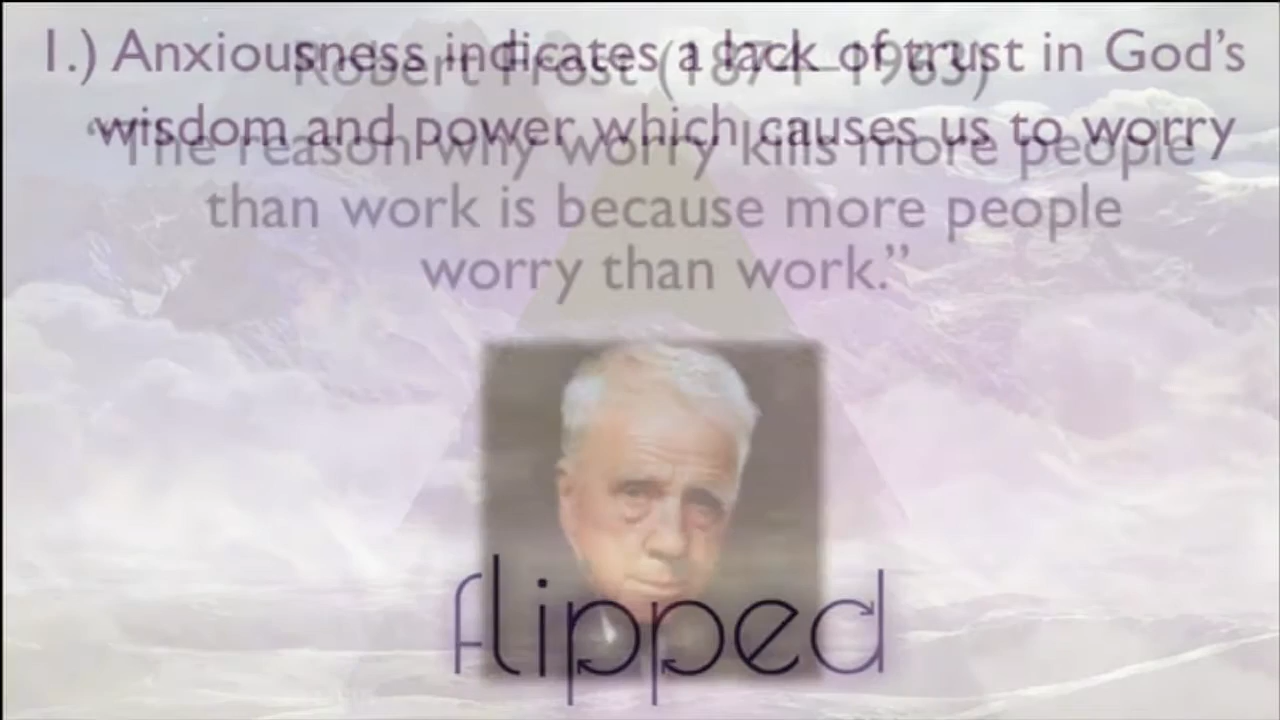 1.) Anxiousness indicates a lack of trust in God’s
wisdom and power which causes us to worry
Robert Frost (1874–1963)
“The reason why worry kills more people
than work is because more people
worry than work.”
flipped